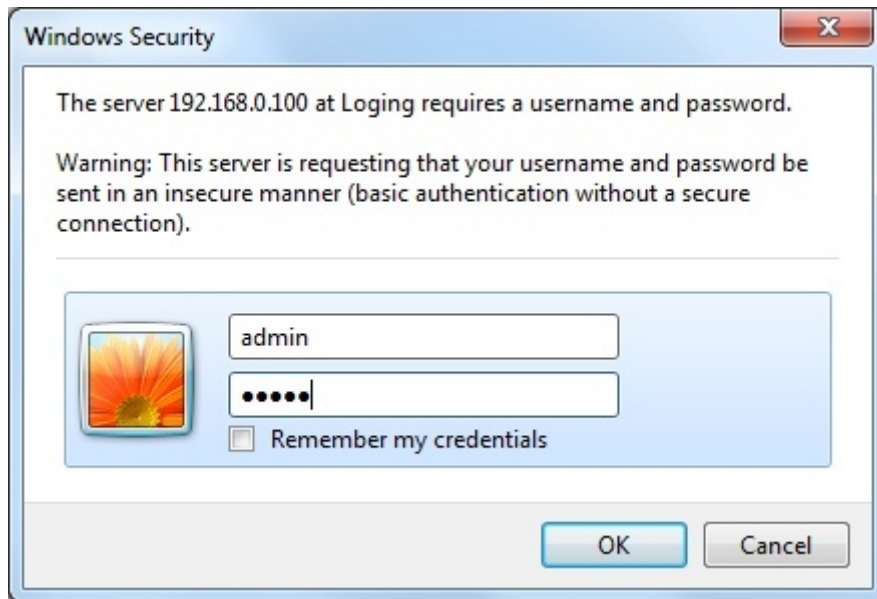 Windows Security
The server 192.168.0.100 at Loging requires a username and password.
Warning: This server is requesting that your username and password be
sent in an insecure manner (basic authentication without a secure
connection).
admin
•••••
Remember my credentials
OK
Cancel